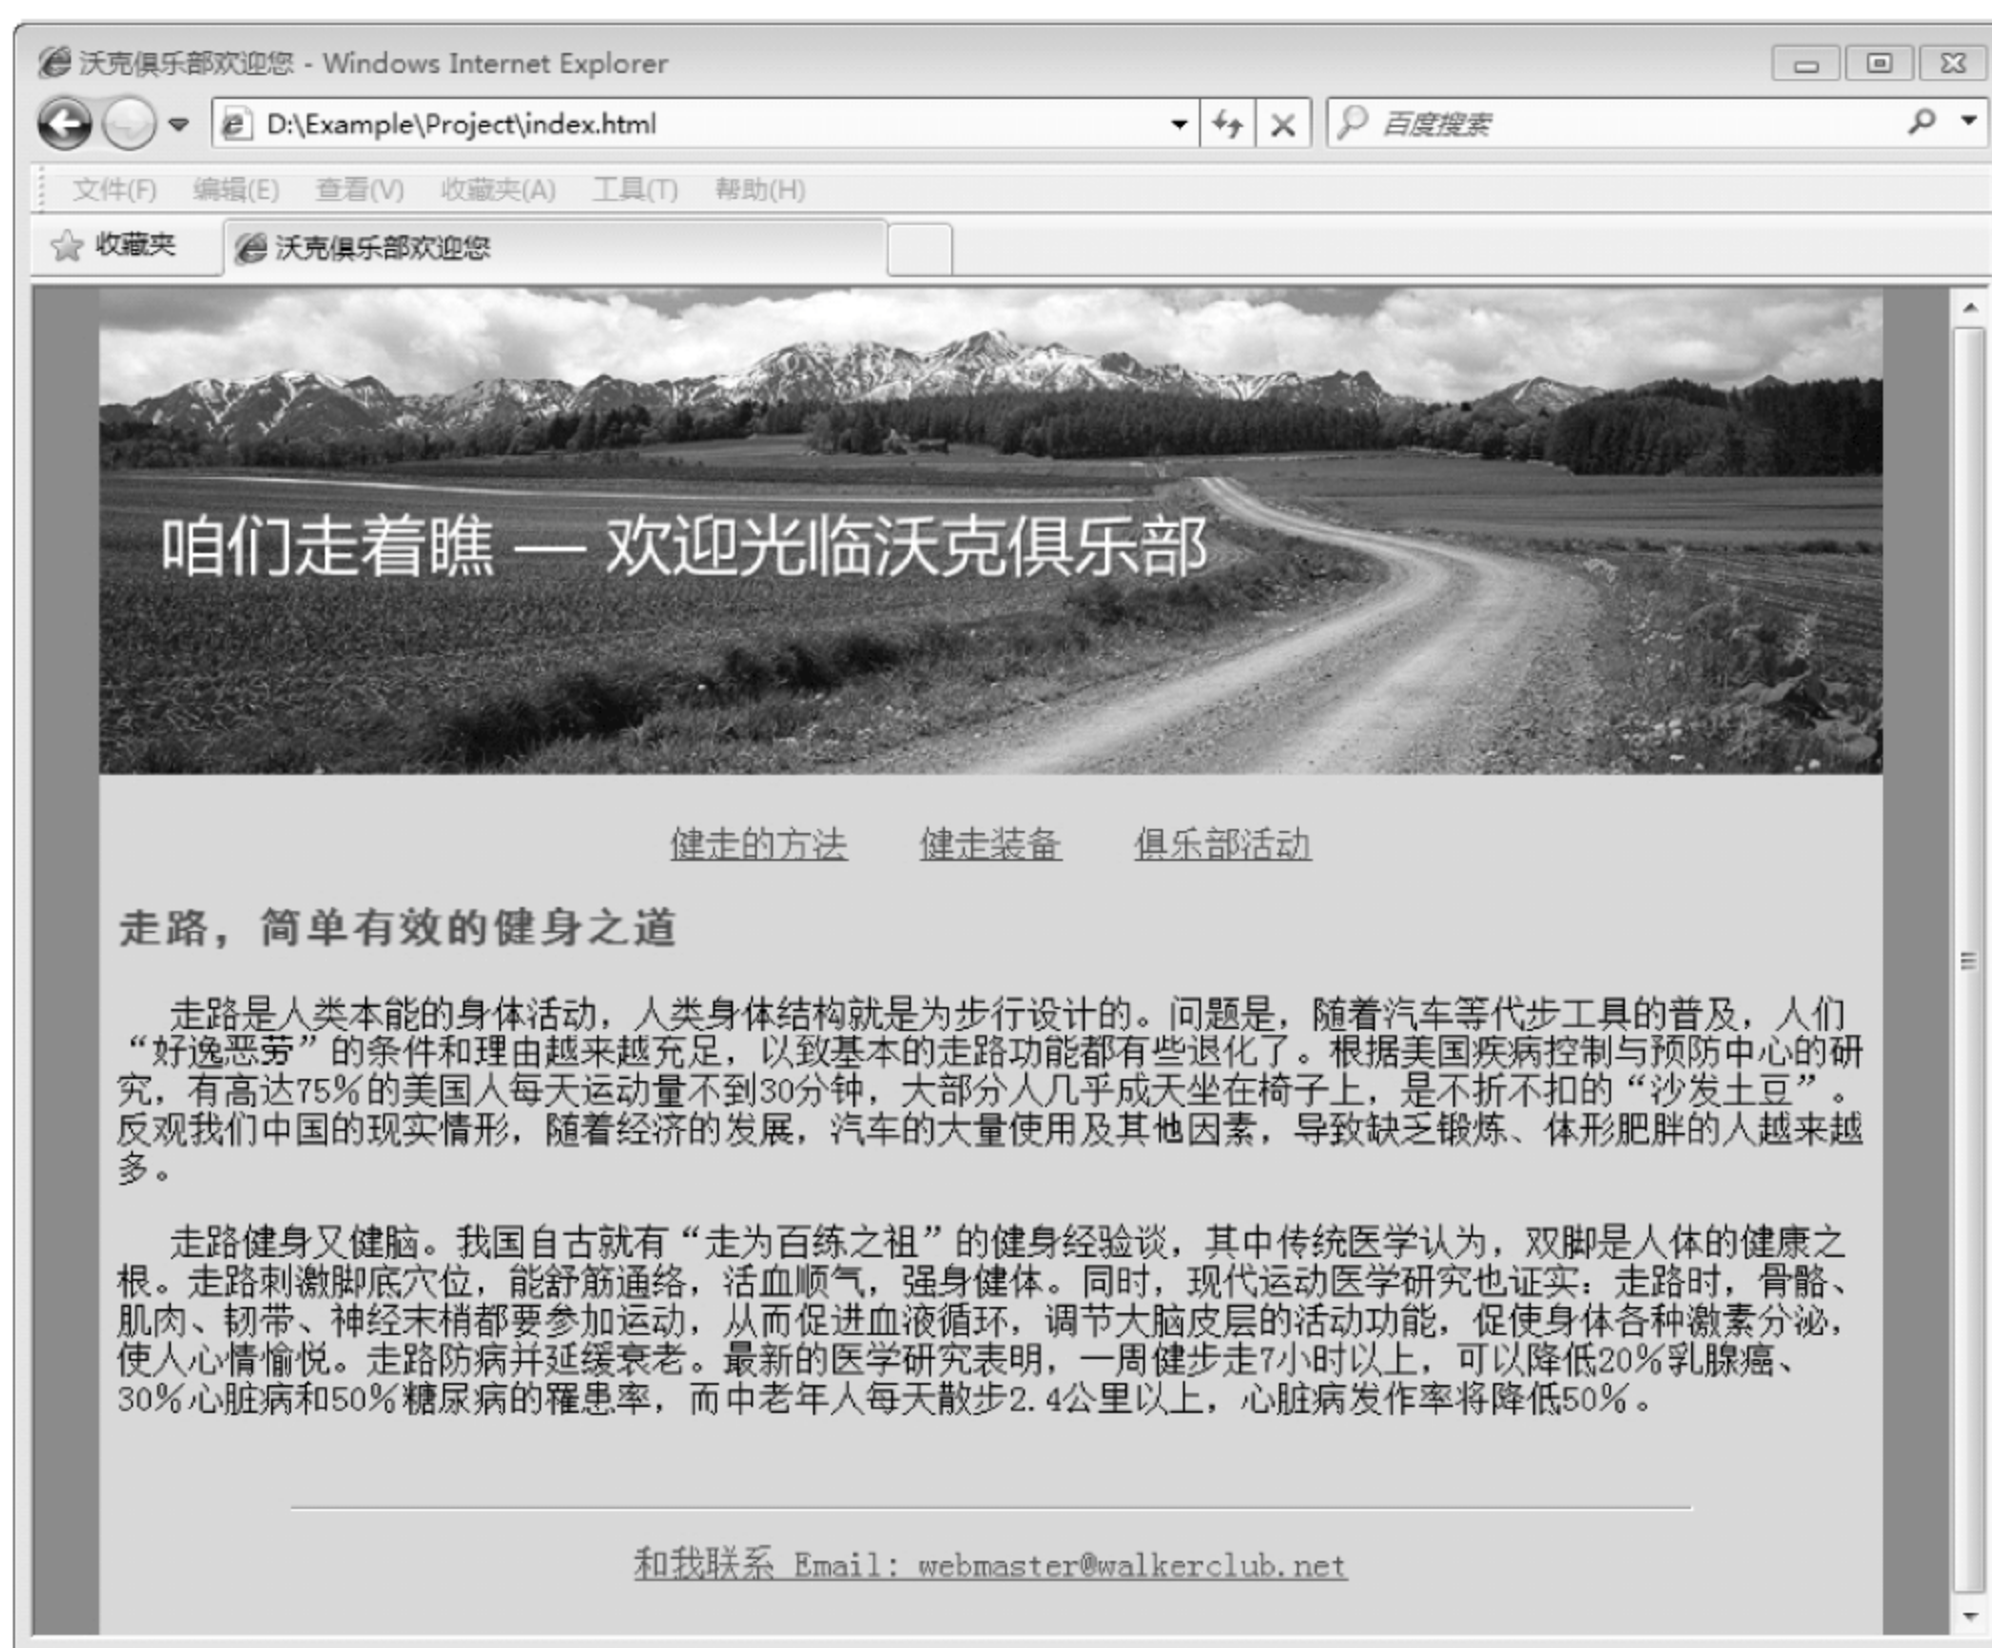 沃克俱乐部欢迎您 - Windows Internet Explorer
D:\Example\Project\index.html
百度搜索
文件(F) 编辑(E) 查看(V) 收藏夹(A) 工具(T) 帮助(H)
收藏夹 沃克俱乐部欢迎您
咱们走着瞧 — 欢迎光临沃克俱乐部
健走的方法 健走装备 俱乐部活动
走路，简单有效的健身之道
走路是人类本能的身体活动，人类身体结构就是为步行设计的。问题是，随着汽车等代步工具的普及，人们
“好逸恶劳”的条件和理由越来越充足，以致基本的走路功能都有些退化了。根据美国疾病控制与预防中心的研
究，有高达75%的美国人每天运动量不到30分钟，大部分人几乎成天坐在椅子上，是不折不扣的“沙发土豆”。
反观我们中国的现实情形，随着经济的发展，汽车的大量使用及其他因素，导致缺乏锻炼、体形肥胖的人越来越
多。
走路健身又健脑。我国自古就有“走为百练之祖”的健身经验谈，其中传统医学认为，双脚是人体的健康之
根。走路刺激脚底穴位，能舒筋通络，活血顺气，强身健体。同时，现代运动医学研究也证实：走路时，骨骼、
肌肉、韧带、神经末梢都要参加运动，从而促进血液循环，调节大脑皮层的活动功能，促使身体各种激素分泌，
使人心情愉悦。走路防病并延缓衰老。最新的医学研究表明，一周健步走7小时以上，可以降低20%乳腺癌、
30%心脏病和50%糖尿病的罹患率，而中老年人每天散步2.4公里以上，心脏病发作率将降低50%。
和我联系 Email: webmaster@walkerclub.net